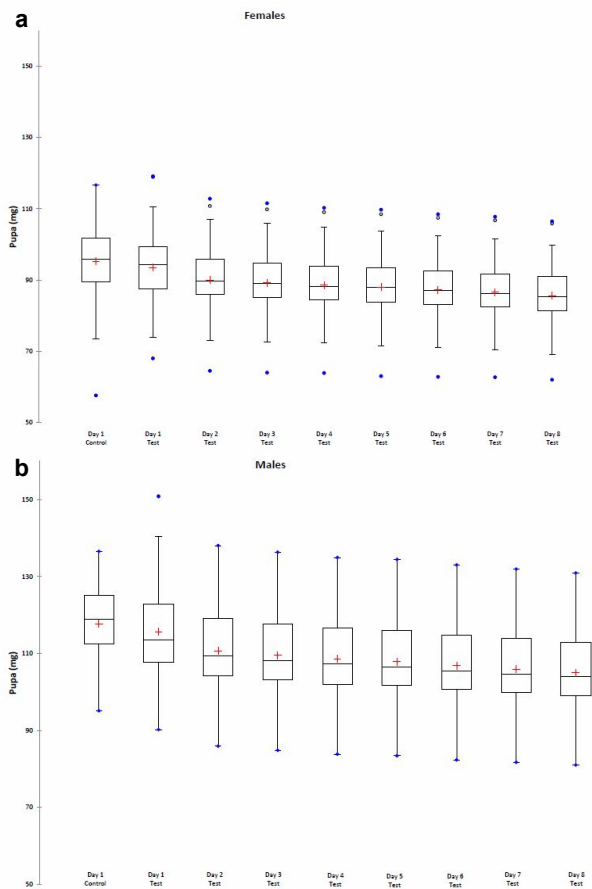 a
Females
150
130
110
90
70
50
Pupa (mg)
Day 1 Day 1 Day 2 Day 3 Day 4 Day 5 Day 6 Day 7 Day 8
Control Test Test Test Test Test Test Test Test
b
Males
150
130
110
90
70
50
Pupa (mg)
Day 1 Day 1 Day 2 Day 3 Day 4 Day 5 Day 6 Day 7 Day 8
Control Test Test Test Test Test Test Test Test